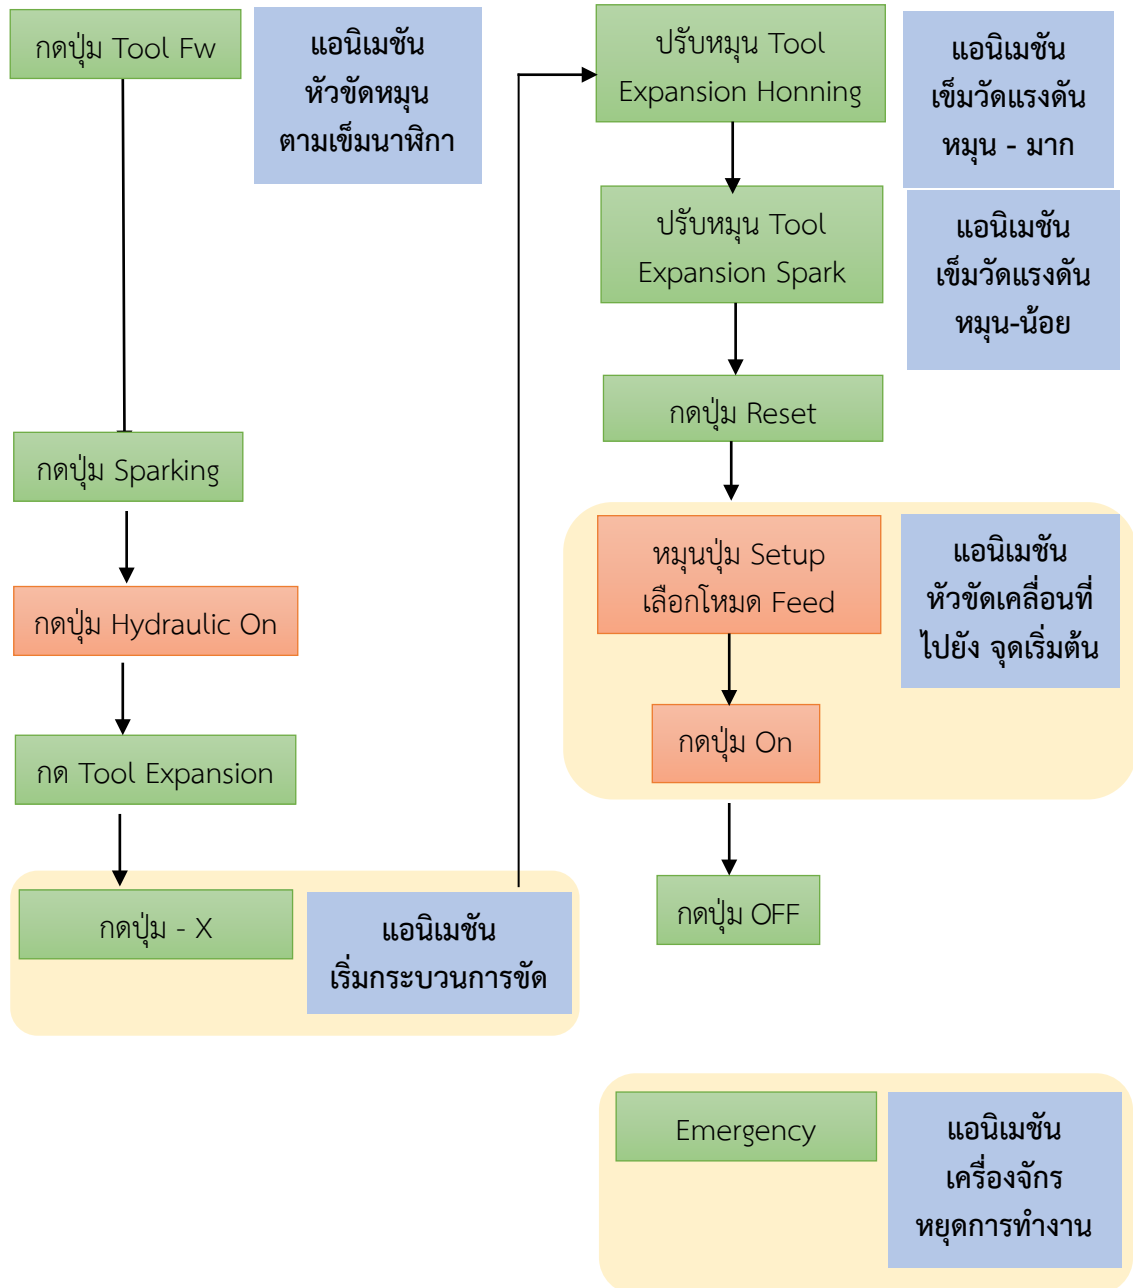 กดปุ่ม Tool Fw
แอนิเมชัน
หัวขัดหมุน
ตามเข็มนาฬิกา
กดปุ่ม Sparking
กดปุ่ม Hydraulic On
กด Tool Expansion
กดปุ่ม - X
แอนิเมชัน
เริ่มกระบวนการขัด
ปรับหมุน Tool
Expansion Honning
แอนิเมชัน
เข็มวัดแรงดัน
หมุน - มาก
ปรับหมุน Tool
Expansion Spark
แอนิเมชัน
เข็มวัดแรงดัน
หมุน-น้อย
กดปุ่ม Reset
หมุนปุ่ม Setup
เลือกโหมด Feed
แอนิเมชัน
หัวขัดเคลื่อนที่
ไปยัง จุดเริ่มต้น
กดปุ่ม On
กดปุ่ม OFF
Emergency
แอนิเมชัน
เครื่องจักร
หยุดการทำงาน